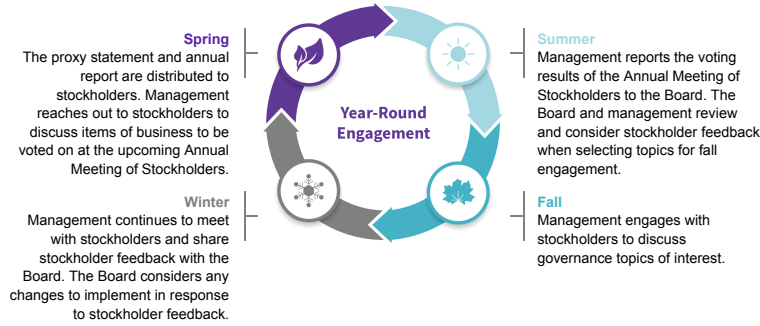 Spring
The proxy statement and annual
report are distributed to
stockholders. Management
reaches out to stockholders to
discuss items of business to be
voted on at the upcoming Annual
Meeting of Stockholders.
Summer
Management reports the voting
results of the Annual Meeting of
Stockholders to the Board. The
Board and management review
and consider stockholder feedback
when selecting topics for fall
engagement.
Year-Round
Engagement
Winter
Management continues to meet
with stockholders and share
stockholder feedback with the
Board. The Board considers any
changes to implement in response
to stockholder feedback.
Fall
Management engages with
stockholders to discuss
governance topics of interest.